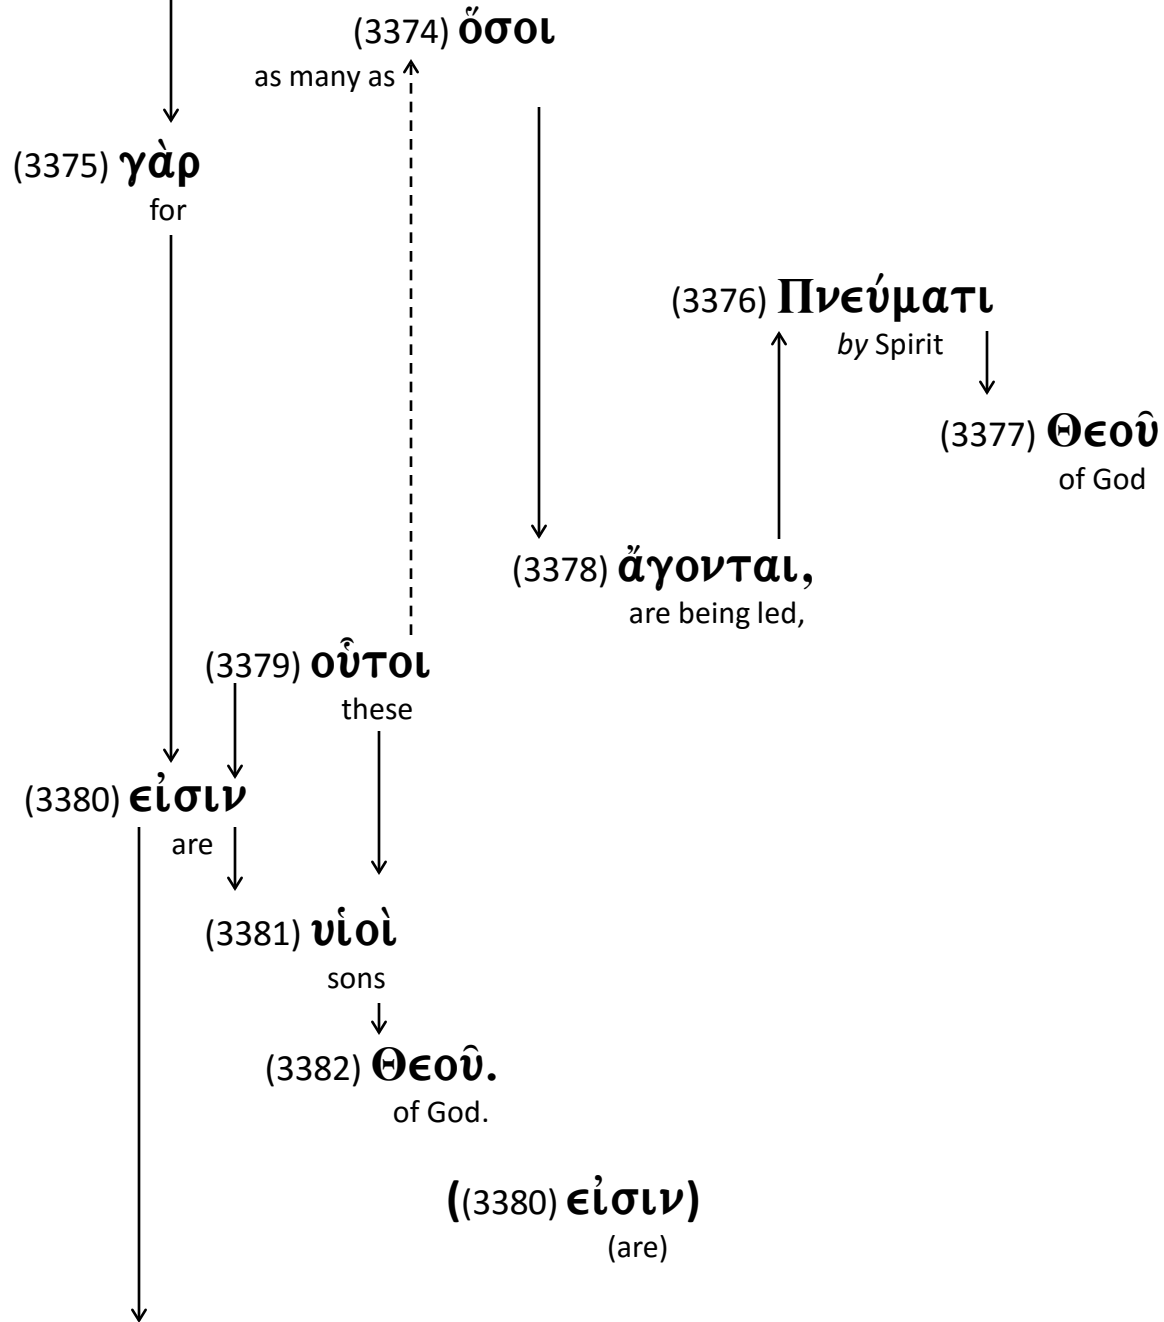 (3374) ὅσοι
as many as
(3375) γὰρ
for
(3376) Πνεύματι
by Spirit
(3377) Θεοῦ
of God
(3378) ἄγονται,
are being led,
(3379) οὗτοι
these
(3380) εἰσιν
are
(3381) υἱοὶ
sons
(3382) Θεοῦ.
of God.
((3380) εἰσιν)
(are)